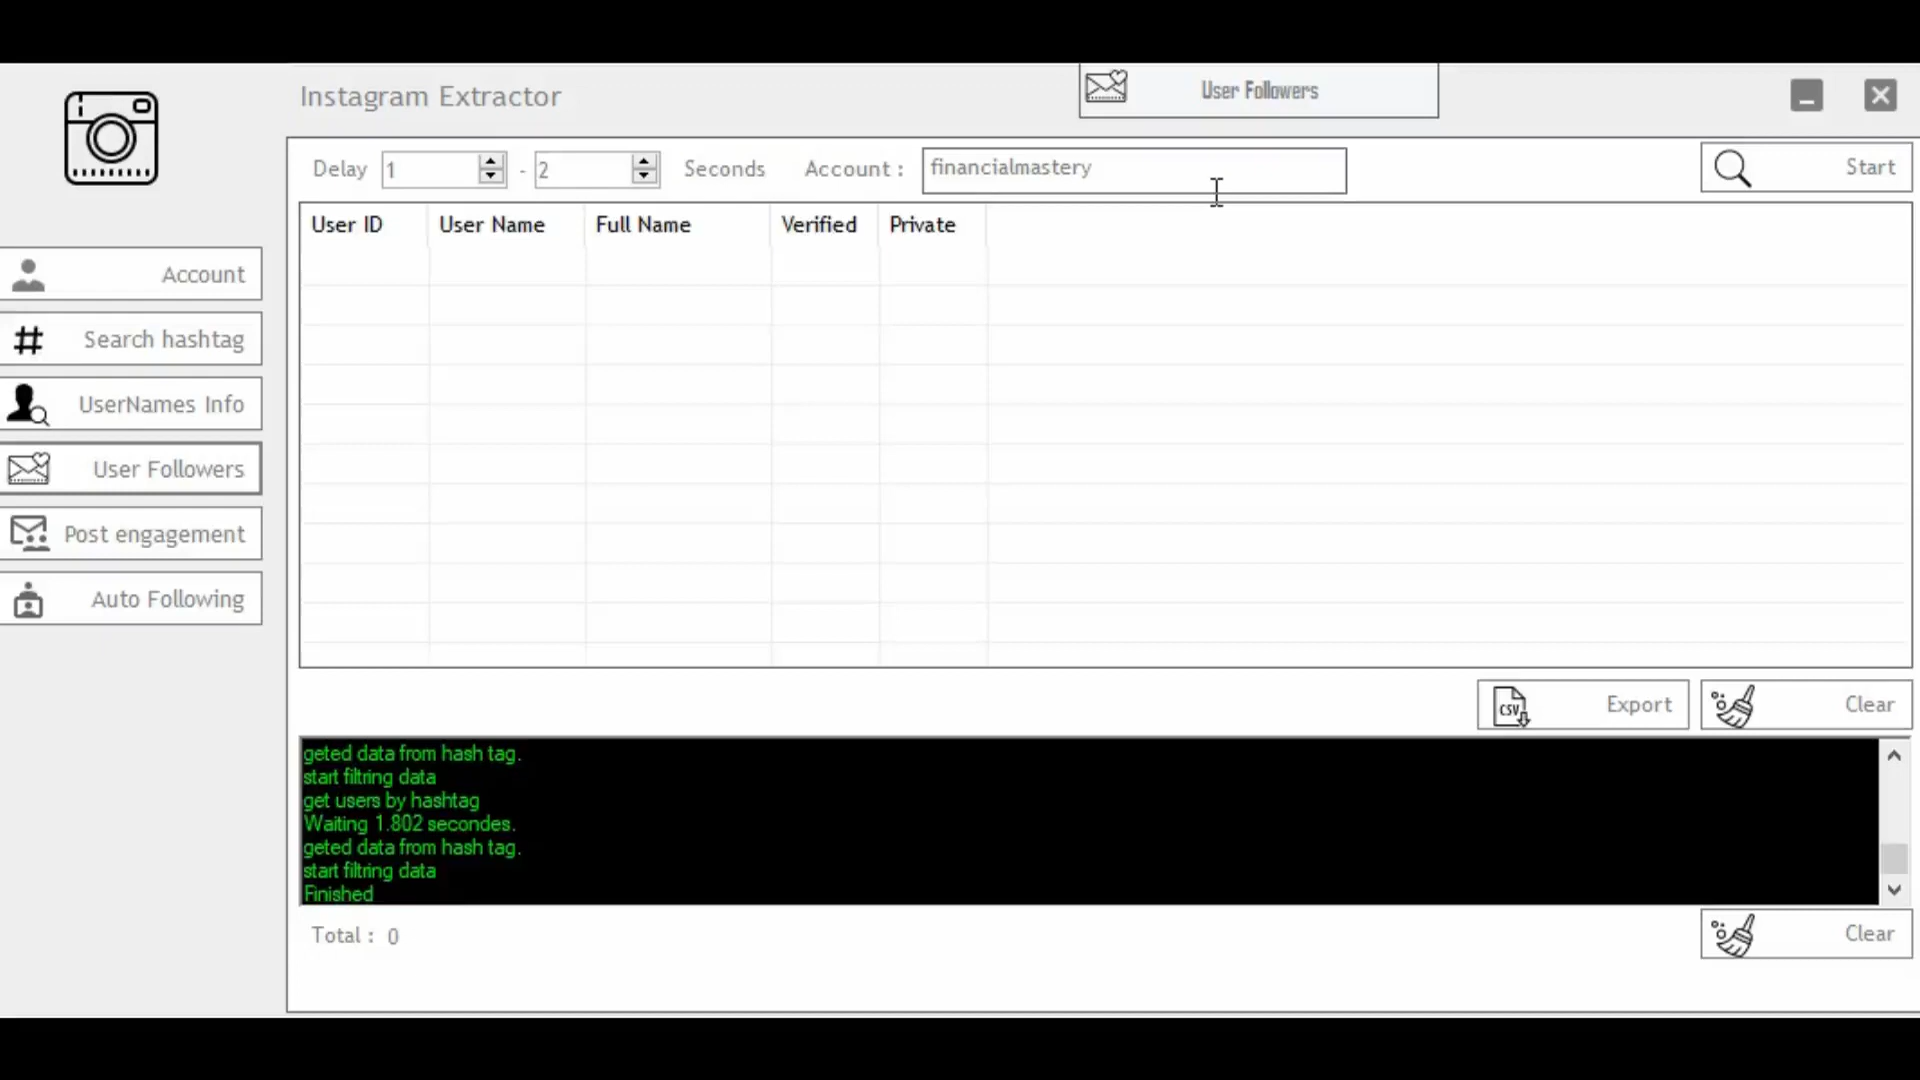 Instagram Extractor
User Followers
Delay 1 - 2 Seconds Account : financialmastery
Start
User ID User Name Full Name Verified Private
Account
# Search hashtag
UserNames Info
User Followers
Post engagement
Auto Following
CSV Export
Clear
geted data from hash tag.
start filtring data
get users by hashtag
Waiting 1.802 secondes.
geted data from hash tag.
start filtring data
Finished
Total : 0
Clear